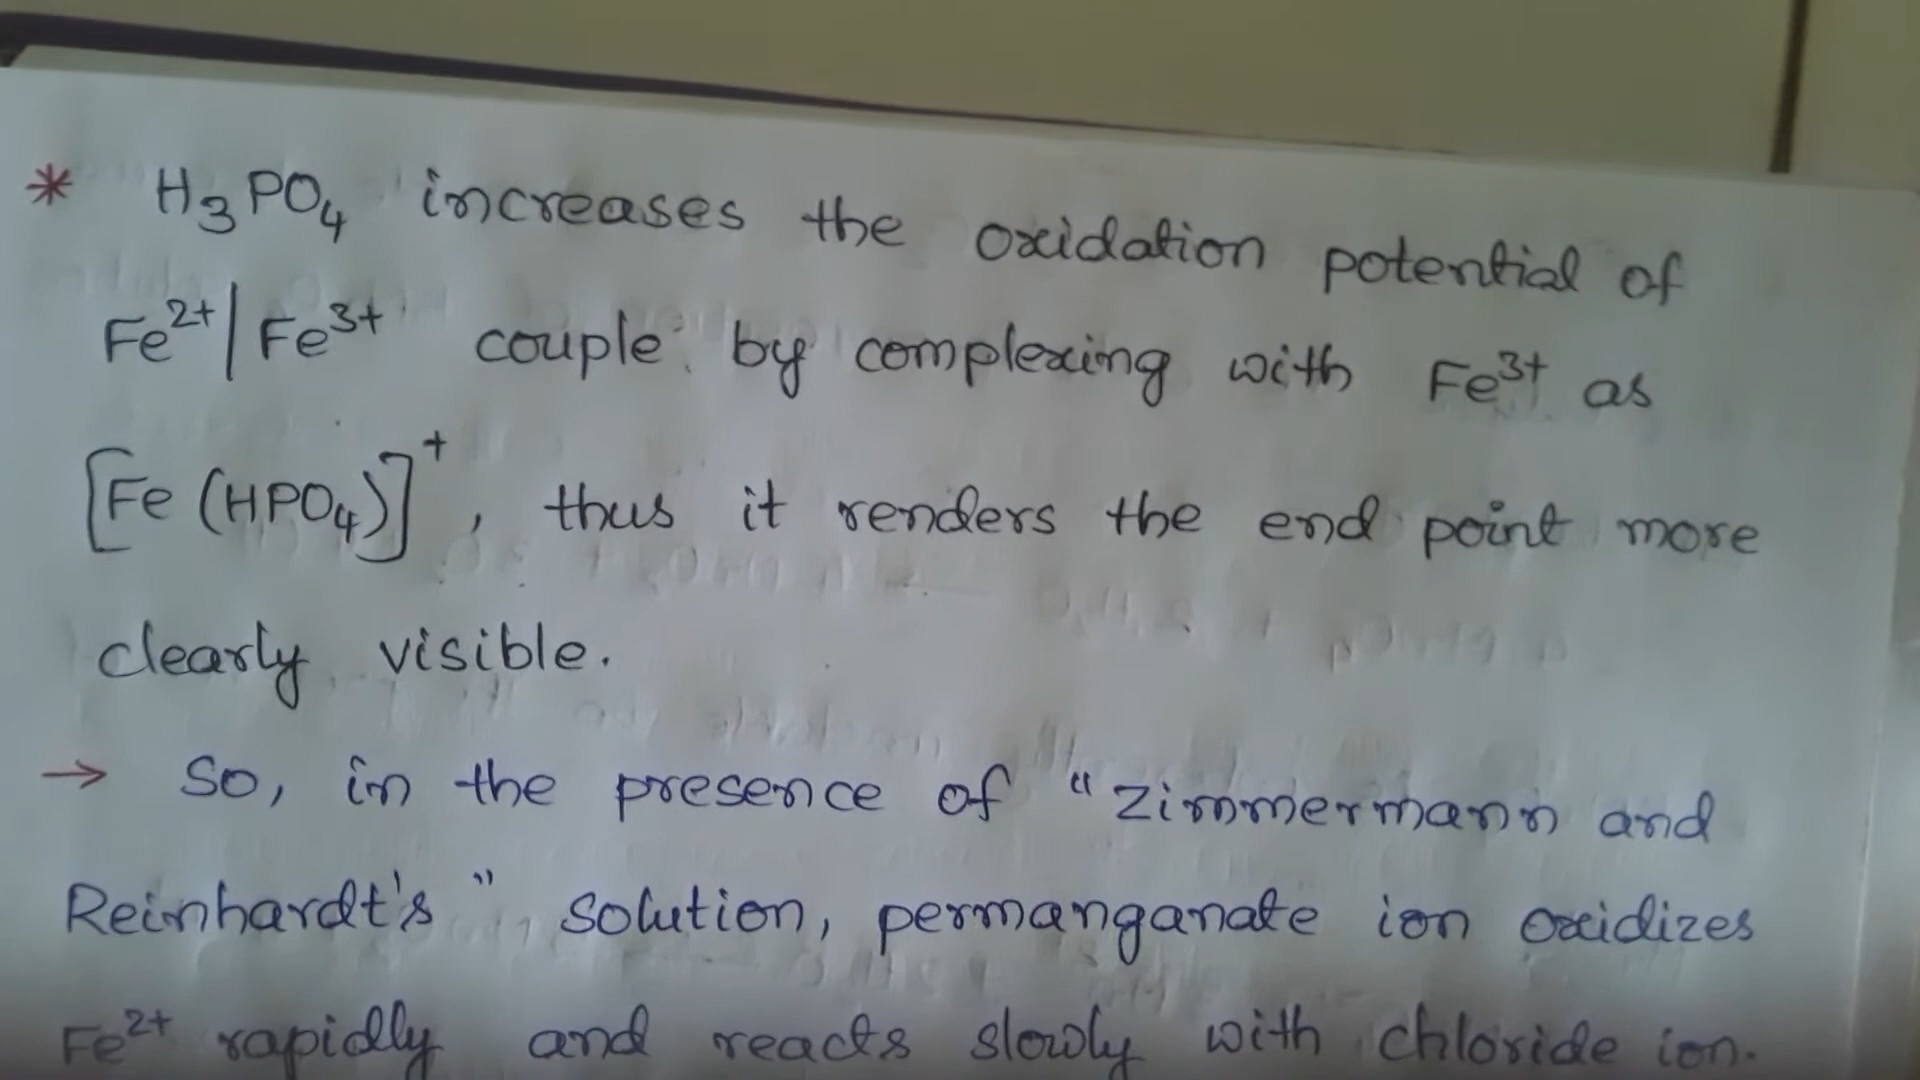 * H₃PO₄ increases the oxidation potential of
Fe²⁺/Fe³⁺ couple by complexing with Fe³⁺ as
[Fe(HPO₄)]⁺, thus it renders the end point more
clearly visible.
→ So, in the presence of "Zimmermann and
Reinhardt's" solution, permanganate ion oxidizes
Fe²⁺ rapidly and reacts slowly with chloride ion.